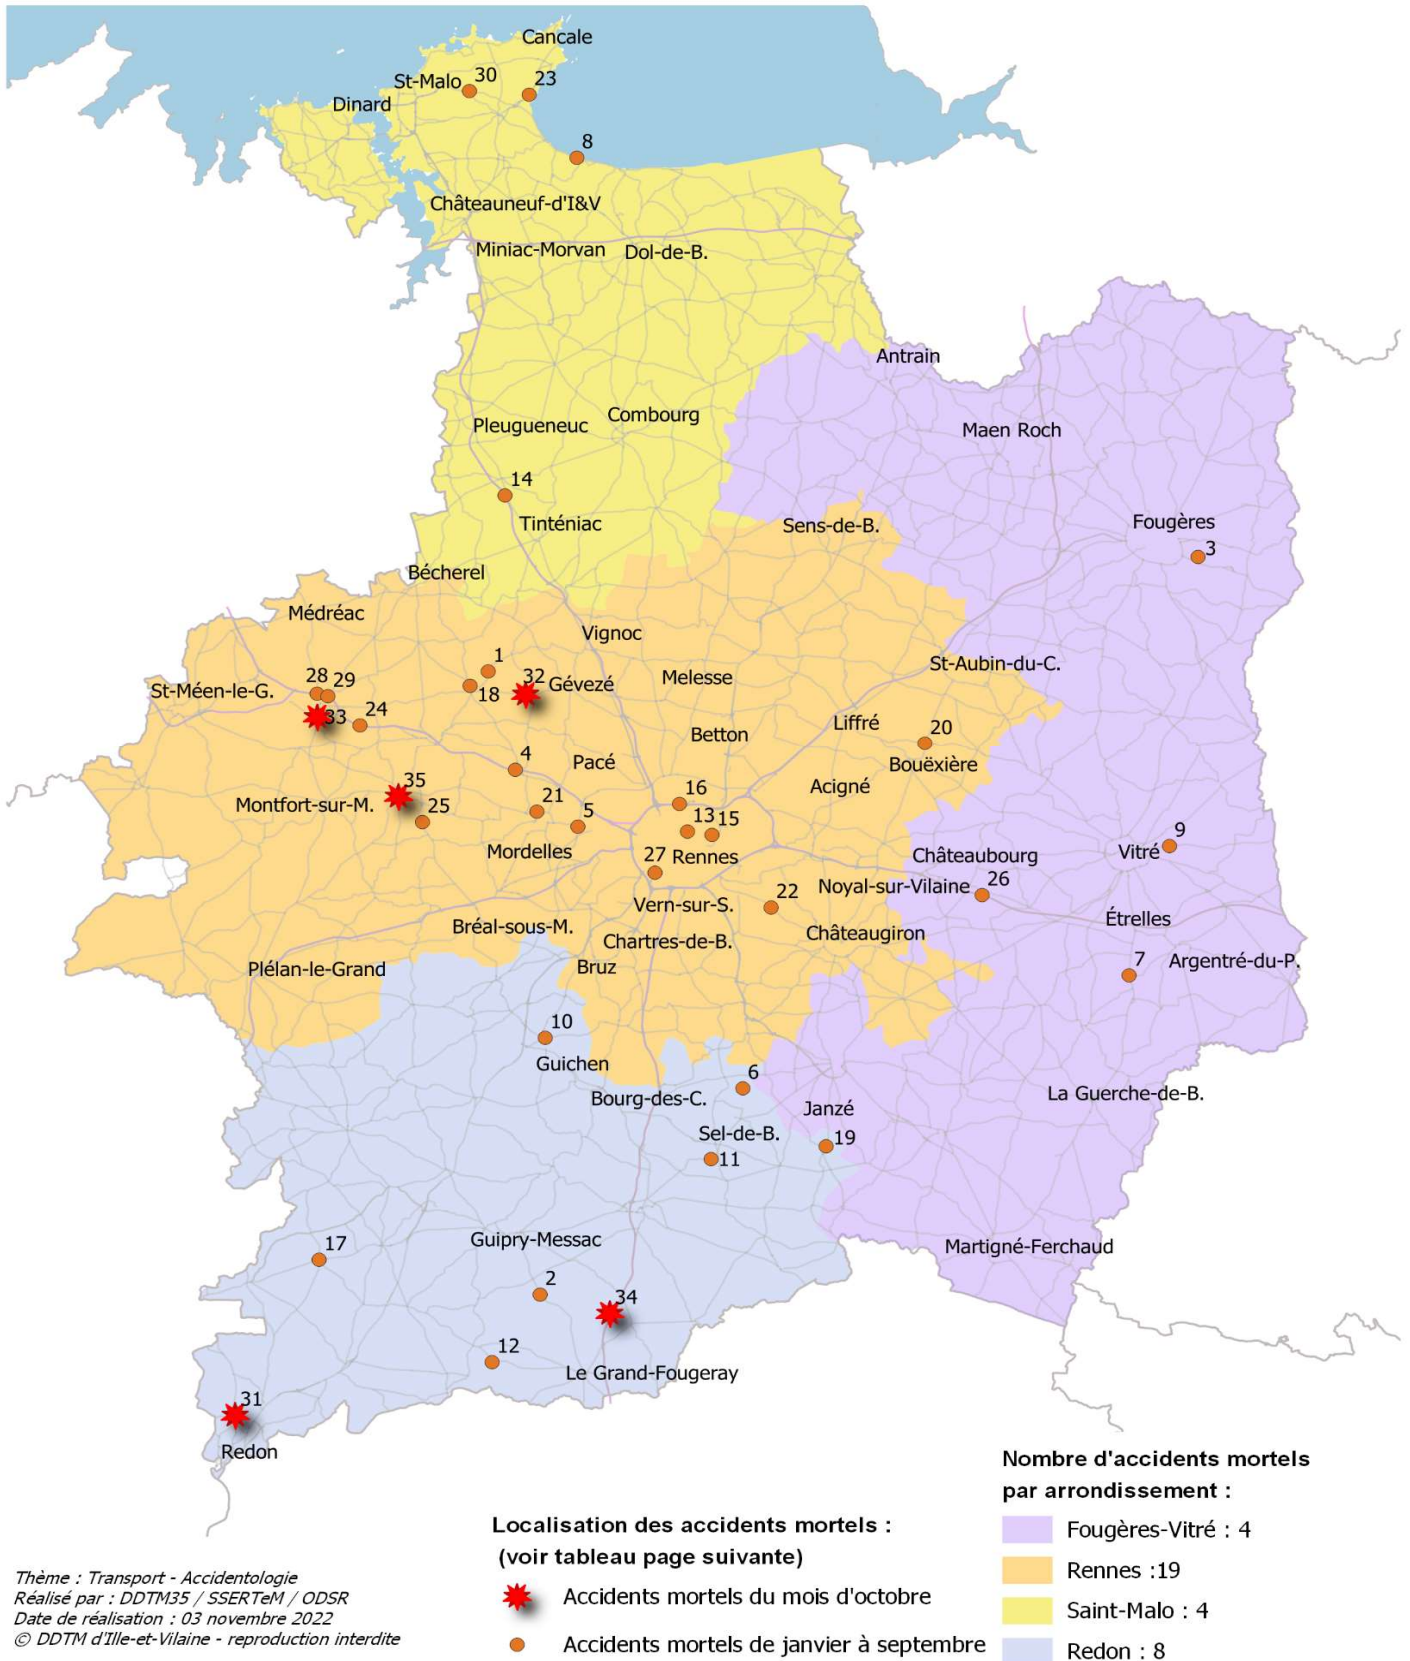 Cancale
St-Malo
30
23
Dinard
8
Châteauneuf-d'I&V
Miniac-Morvan
Dol-de-B.
Antrain
Combourg
Pleugueneuc
Maen Roch
14
Tinténiac
Sens-de-B.
Fougères
3
Bécherel
Médréac
Vignoc
1
32
Gévezé
Melesse
St-Aubin-du-C.
St-Méen-le-G.
28
29
18
33
24
Liffré
20
Betton
Bouëxière
4
Pacé
35
Acigné
Montfort-sur-M.
25
21
5
16
13
15
Mordelles
27
Rennes
Châteaubourg
Vitré
9
Noyal-sur-Vilaine
26
22
Vern-sur-S.
Étrelles
Bréal-sous-M.
Chartres-de-B.
Châteaugiron
Plélan-le-Grand
Bruz
7
Argentré-du-P.
10
Guichen
6
Bourg-des-C.
Janzé
La Guerche-de-B.
Sel-de-B.
11
19
17
Guipry-Messac
Martigné-Ferchaud
2
34
12
Le Grand-Fougeray
31
Redon
Nombre d'accidents mortels
par arrondissement :
Fougères-Vitré : 4
Rennes :19
Saint-Malo : 4
Redon : 8
Localisation des accidents mortels :
(voir tableau page suivante)
Accidents mortels du mois d'octobre
Accidents mortels de janvier à septembre
Thème : Transport - Accidentologie
Réalisé par : DDTM35 / SSERTeM / ODSR
Date de réalisation : 03 novembre 2022
© DDTM d'Ille-et-Vilaine - reproduction interdite